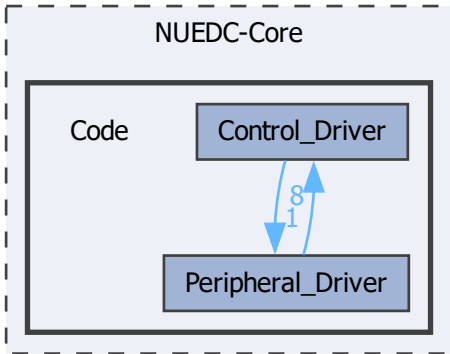 NUEDC-Core
Code
Control_Driver
8
1
Peripheral_Driver